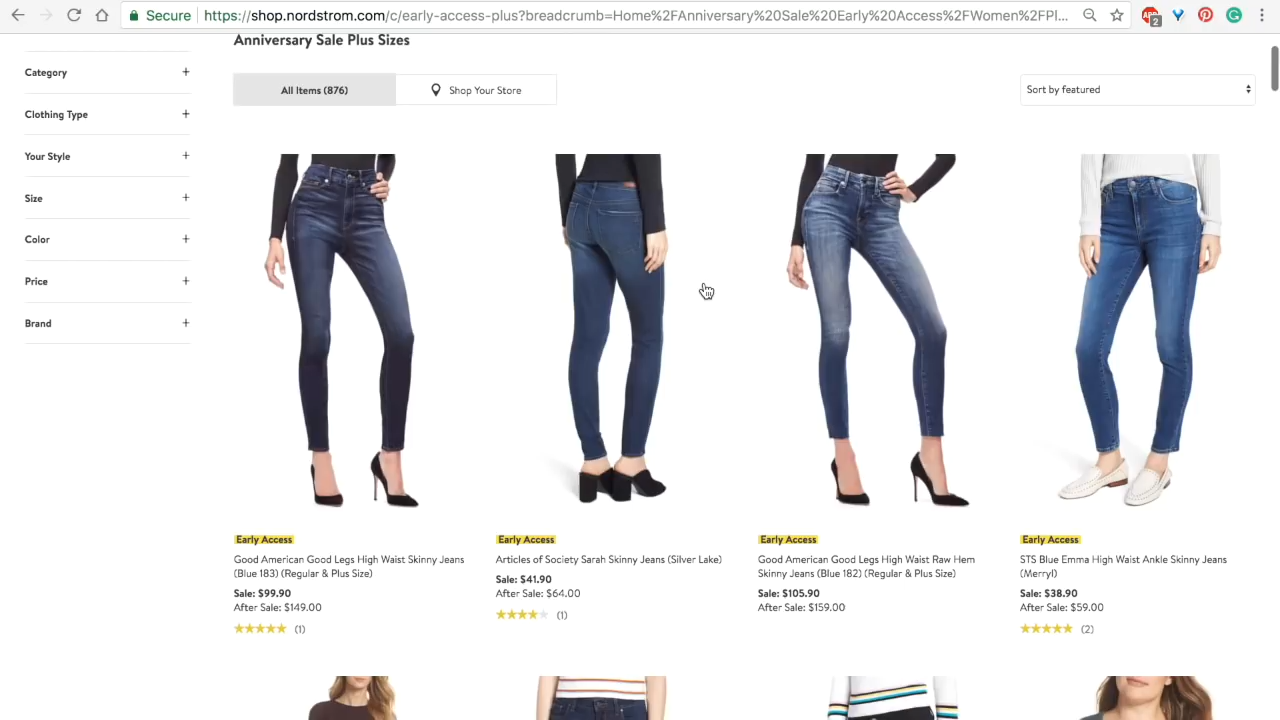 Secure
https://shop.nordstrom.com/c/early-access-plus?breadcrumb=Home%2FAnniversary%20Sale%20Early%20Access%2FWomen%2FPl...
2
Anniversary Sale Plus Sizes
Category +
Clothing Type +
Your Style +
Size +
Color +
Price +
Brand +
All Items (876)
Shop Your Store
Sort by featured
Early Access
Good American Good Legs High Waist Skinny Jeans
(Blue 183) (Regular & Plus Size)
Sale: $99.90
After Sale: $149.00
(1)
Early Access
Articles of Society Sarah Skinny Jeans (Silver Lake)
Sale: $41.90
After Sale: $64.00
(1)
Early Access
Good American Good Legs High Waist Raw Hem
Skinny Jeans (Blue 182) (Regular & Plus Size)
Sale: $105.90
After Sale: $159.00
Early Access
STS Blue Emma High Waist Ankle Skinny Jeans
(Merryl)
Sale: $38.90
After Sale: $59.00
(2)